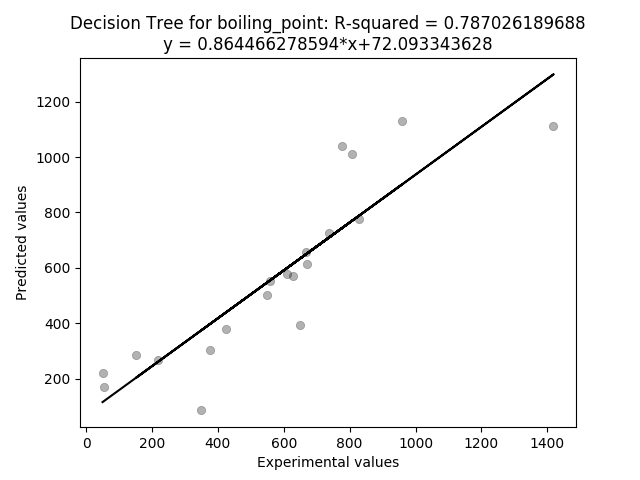 Decision Tree for boiling_point: R-squared = 0.787026189688
y = 0.864466278594*x+72.093343628
1200
1000
800
600
400
200
Predicted values
0 200 400 600 800 1000 1200 1400
Experimental values